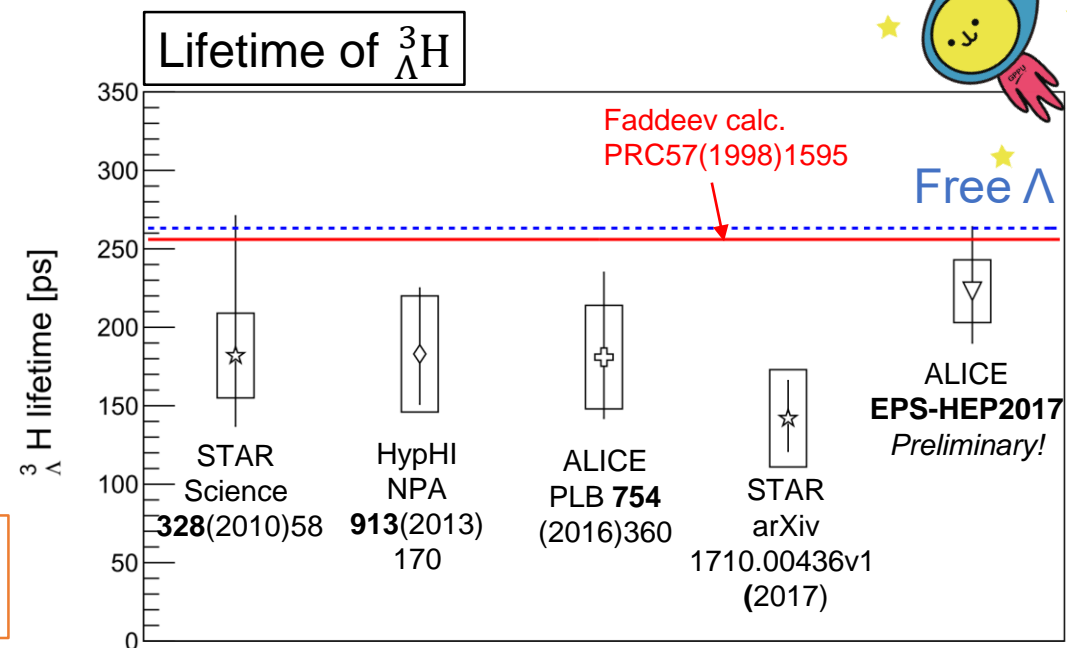 Lifetime of ³ΛH
350
300
250
200
150
100
50
0
³ΛH lifetime [ps]
Faddeev calc.
PRC57(1998)1595
Free Λ
STAR
Science
328(2010)58
HypHI
NPA
913(2013)
170
ALICE
PLB 754
(2016)360
STAR
arXiv
1710.00436v1
(2017)
ALICE
EPS-HEP2017
Preliminary!
GPPU